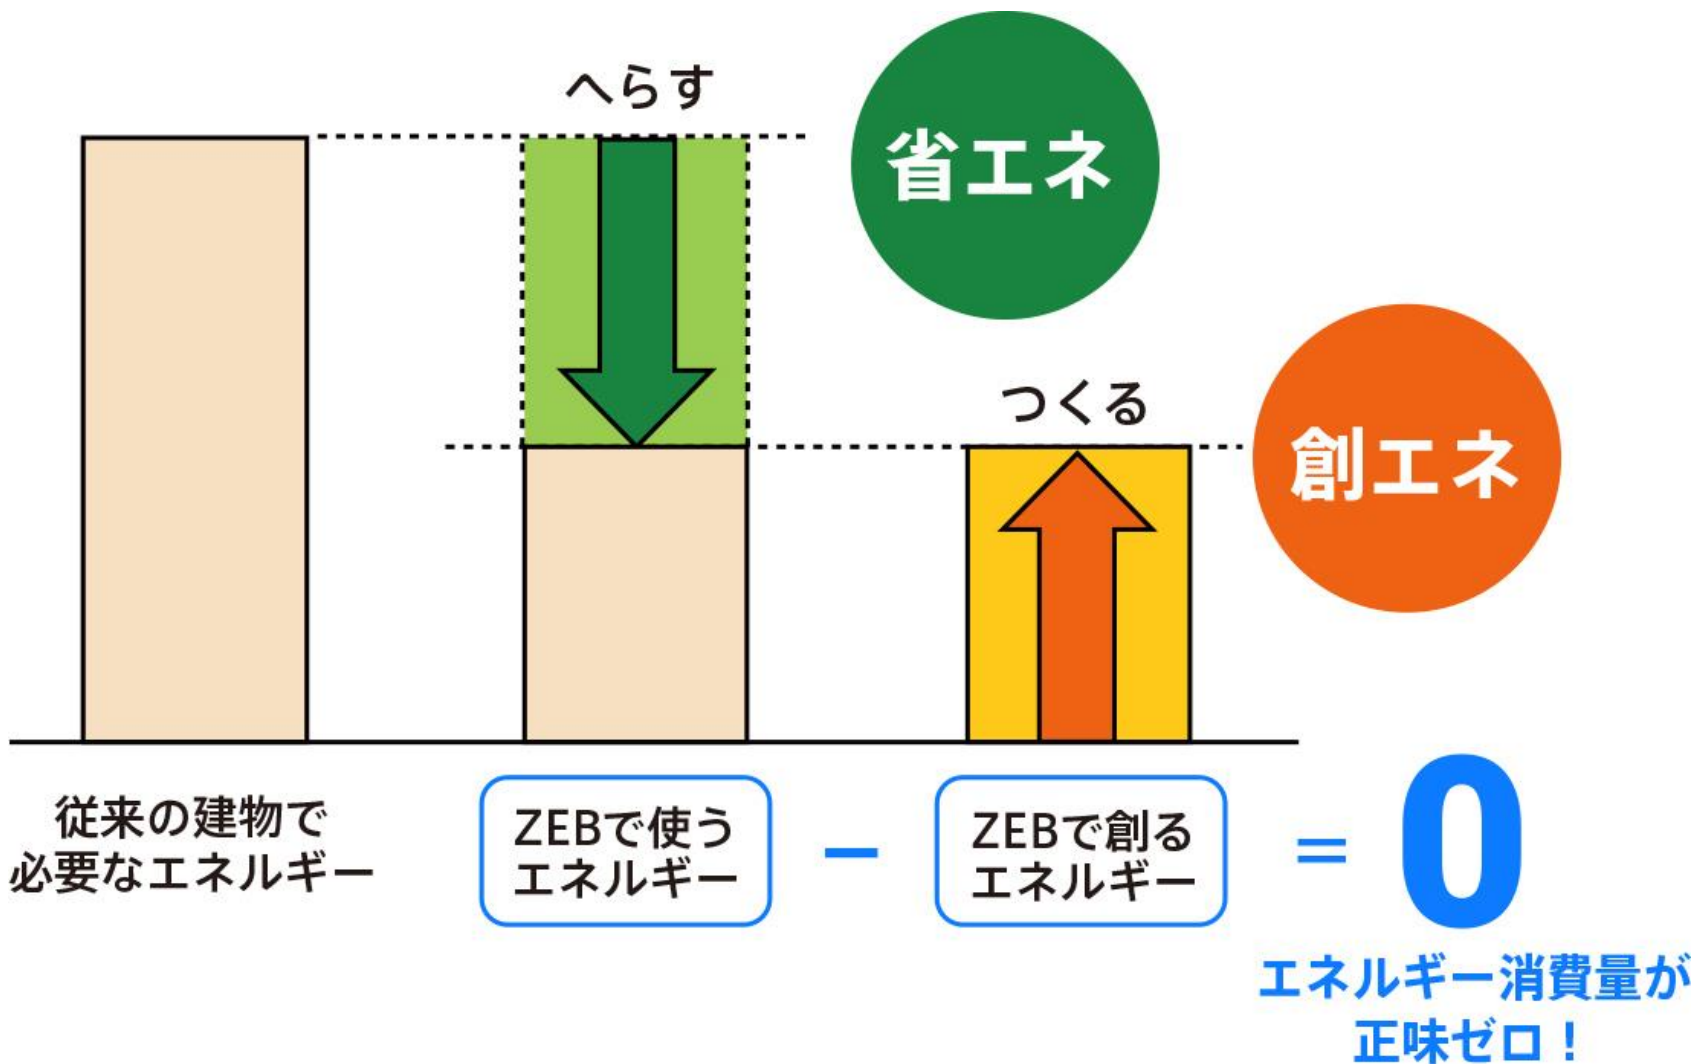 へらす
省エネ
つくる
創エネ
従来の建物で
必要なエネルギー
ZEBで使う
エネルギー
−
ZEBで創る
エネルギー
=
0
エネルギー消費量が
正味ゼロ！